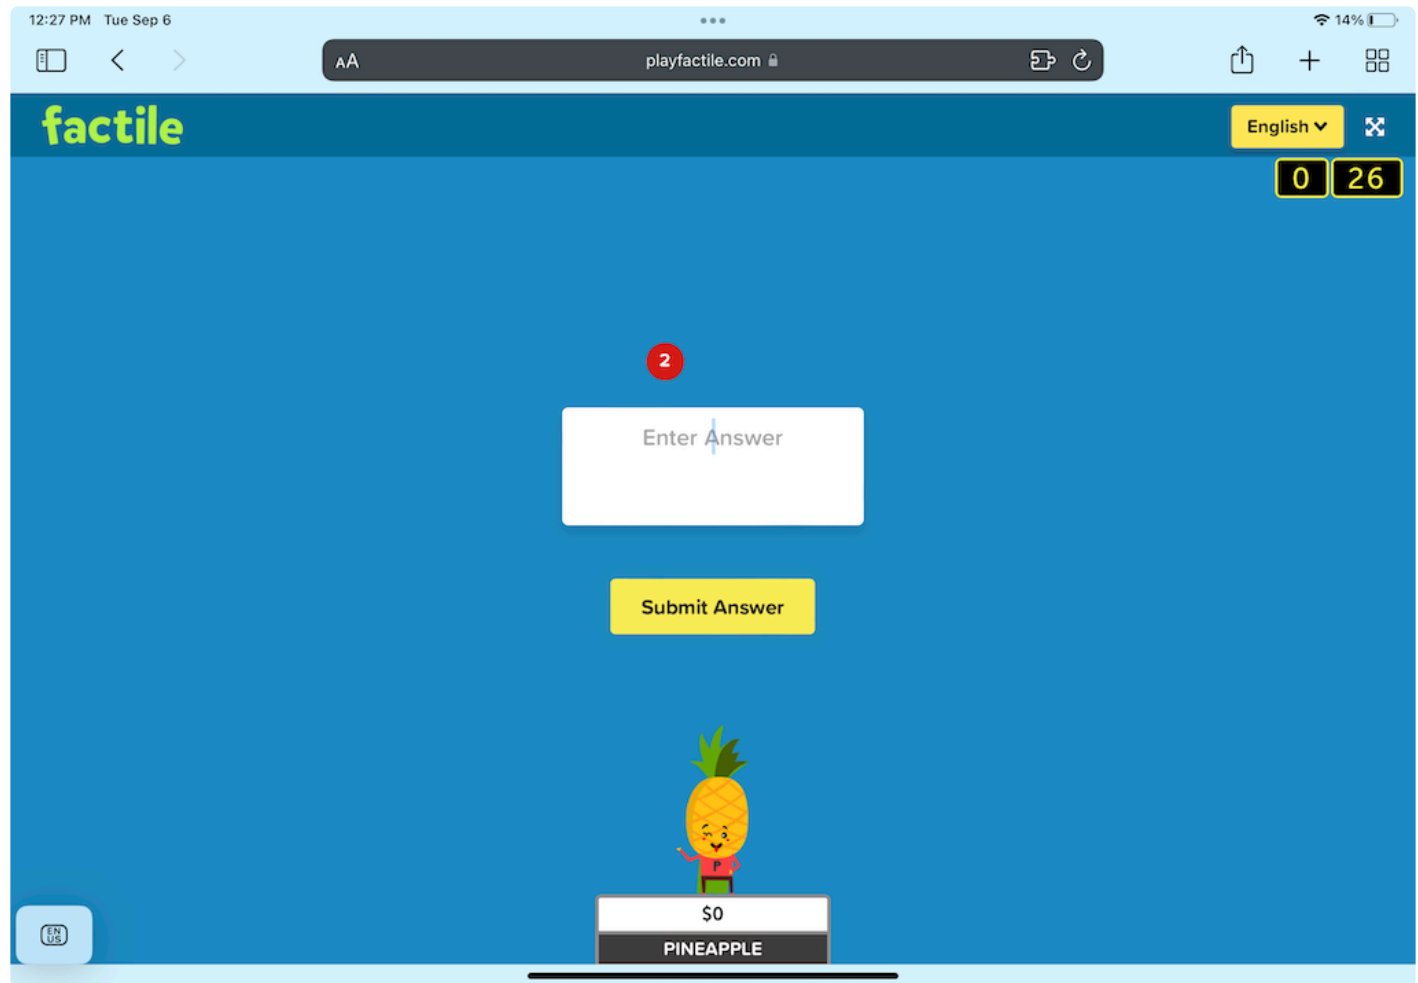 12:27 PM Tue Sep 6
14%
AA
playfactile.com
factile
English
0 26
2
Enter Answer
Submit Answer
P
$0
EN
US
PINEAPPLE